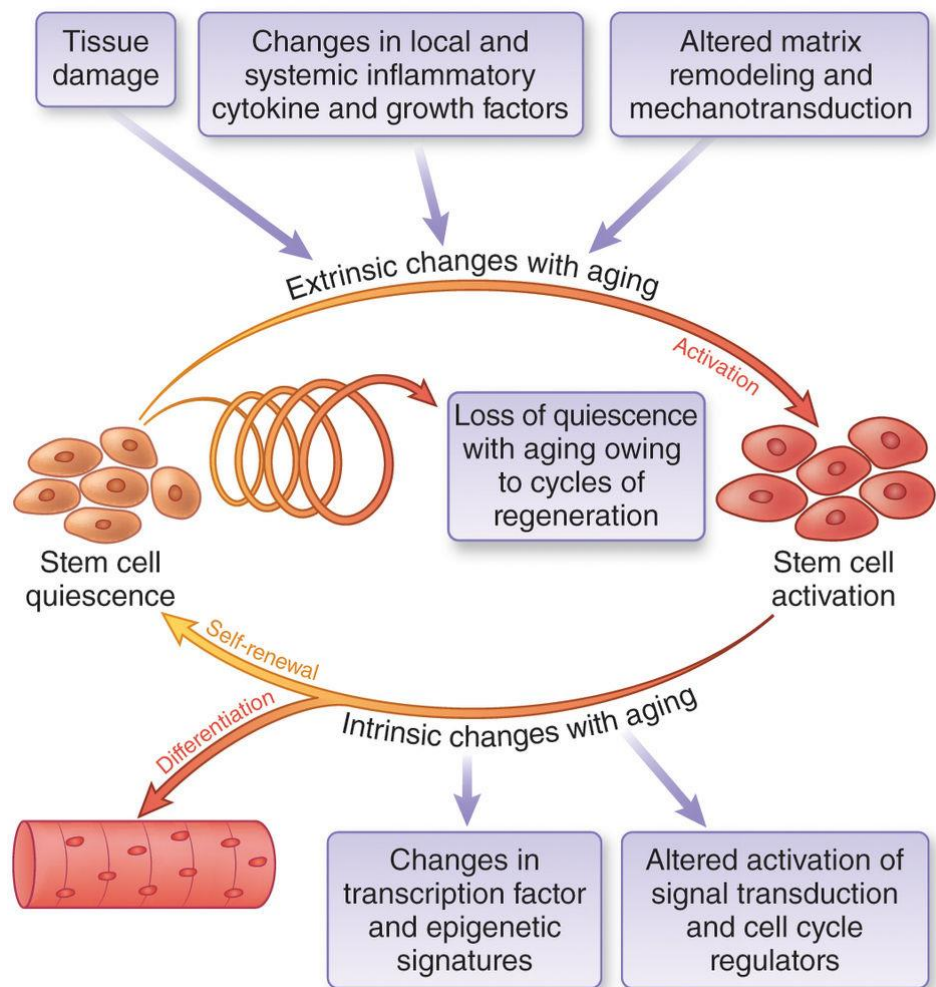 Tissue
damage
Changes in local and
systemic inflammatory
cytokine and growth factors
Altered matrix
remodeling and
mechanotransduction
Extrinsic changes with aging
Activation
Loss of quiescence
with aging owing
to cycles of
regeneration
Stem cell
quiescence
Stem cell
activation
Self-renewal
Differentiation
Intrinsic changes with aging
Changes in
transcription factor
and epigenetic
signatures
Altered activation of
signal transduction
and cell cycle
regulators